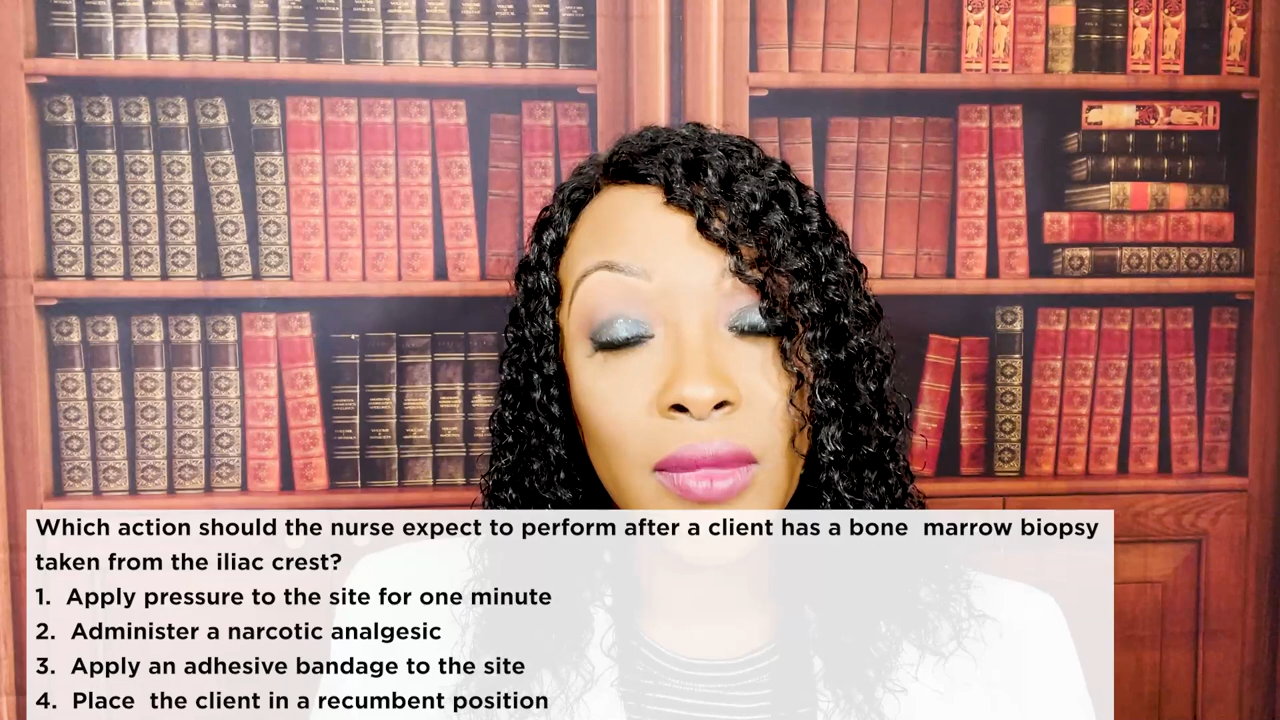 Which action should the nurse expect to perform after a client has a bone  marrow biopsy
taken from the iliac crest?
1.  Apply pressure to the site for one minute
2.  Administer a narcotic analgesic
3.  Apply an adhesive bandage to the site
4.  Place  the client in a recumbent position